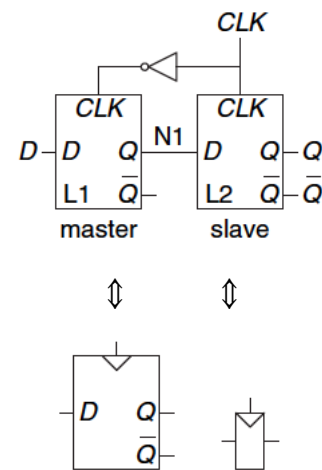 CLK
CLK CLK
D D Q N1 D Q Q
L1 Q̅ L2 Q̅ Q̅
master slave
D Q
Q̅